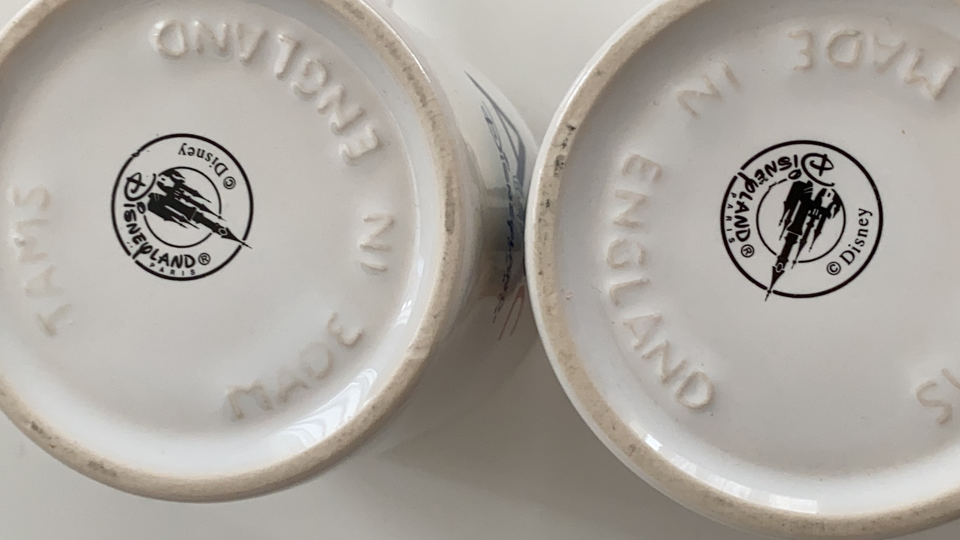 TAMS
MADE IN ENGLAND
DISNEYLAND®
PARIS
© Disney
MADE IN ENGLAND
DISNEYLAND®
PARIS
© Disney